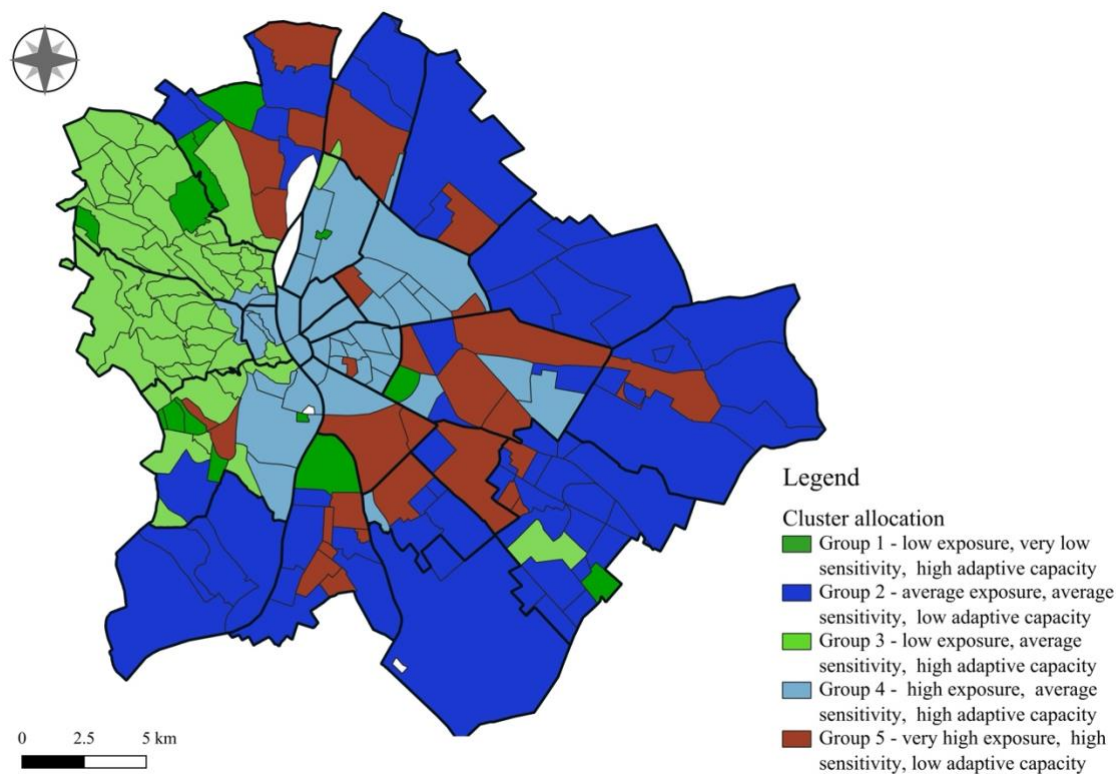 Legend
Cluster allocation
Group 1 - low exposure, very low
sensitivity, high adaptive capacity
Group 2 - average exposure, average
sensitivity, low adaptive capacity
Group 3 - low exposure, average
sensitivity, high adaptive capacity
Group 4 - high exposure, average
sensitivity, high adaptive capacity
Group 5 - very high exposure, high
sensitivity, low adaptive capacity
0 2.5 5 km